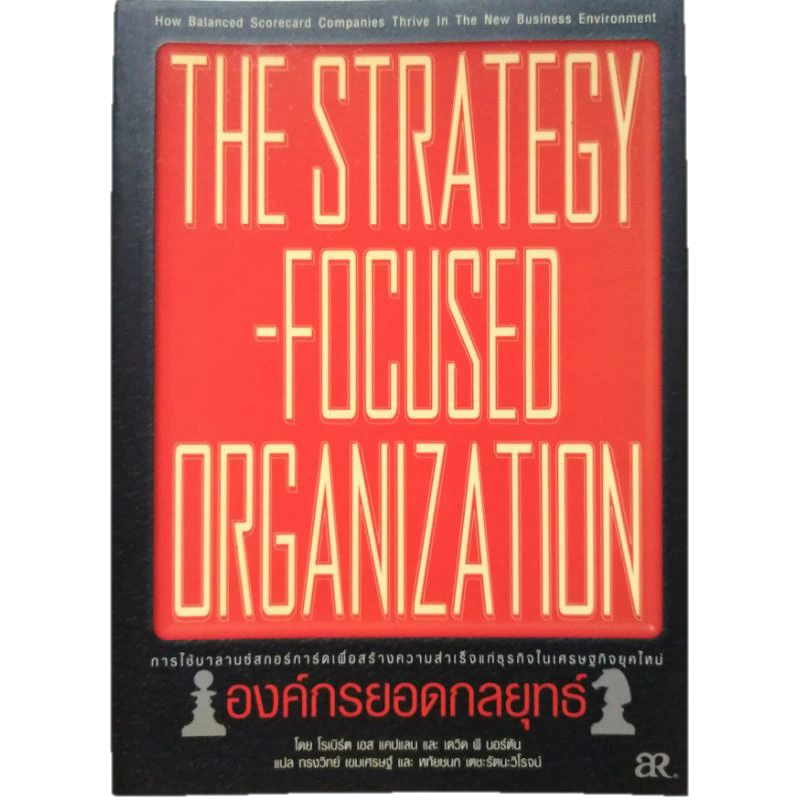 How Balanced Scorecard Companies Thrive In The New Business Environment
THE STRATEGY
-FOCUSED
ORGANIZATION
การใช้บาลานซ์สกอร์การ์ดเพื่อสร้างความสำเร็จแก่ธุรกิจในเศรษฐกิจยุคใหม่
องค์กรยอดกลยุทธ์
โดย โรเบิร์ต เอส แคปแลน และ เดวิด พี นอร์ตัน
แปล ทรงวิทย์ เขมเศรษฐ์ และ หทัยชนก เตชะรัตนะวิโรจน์
aR